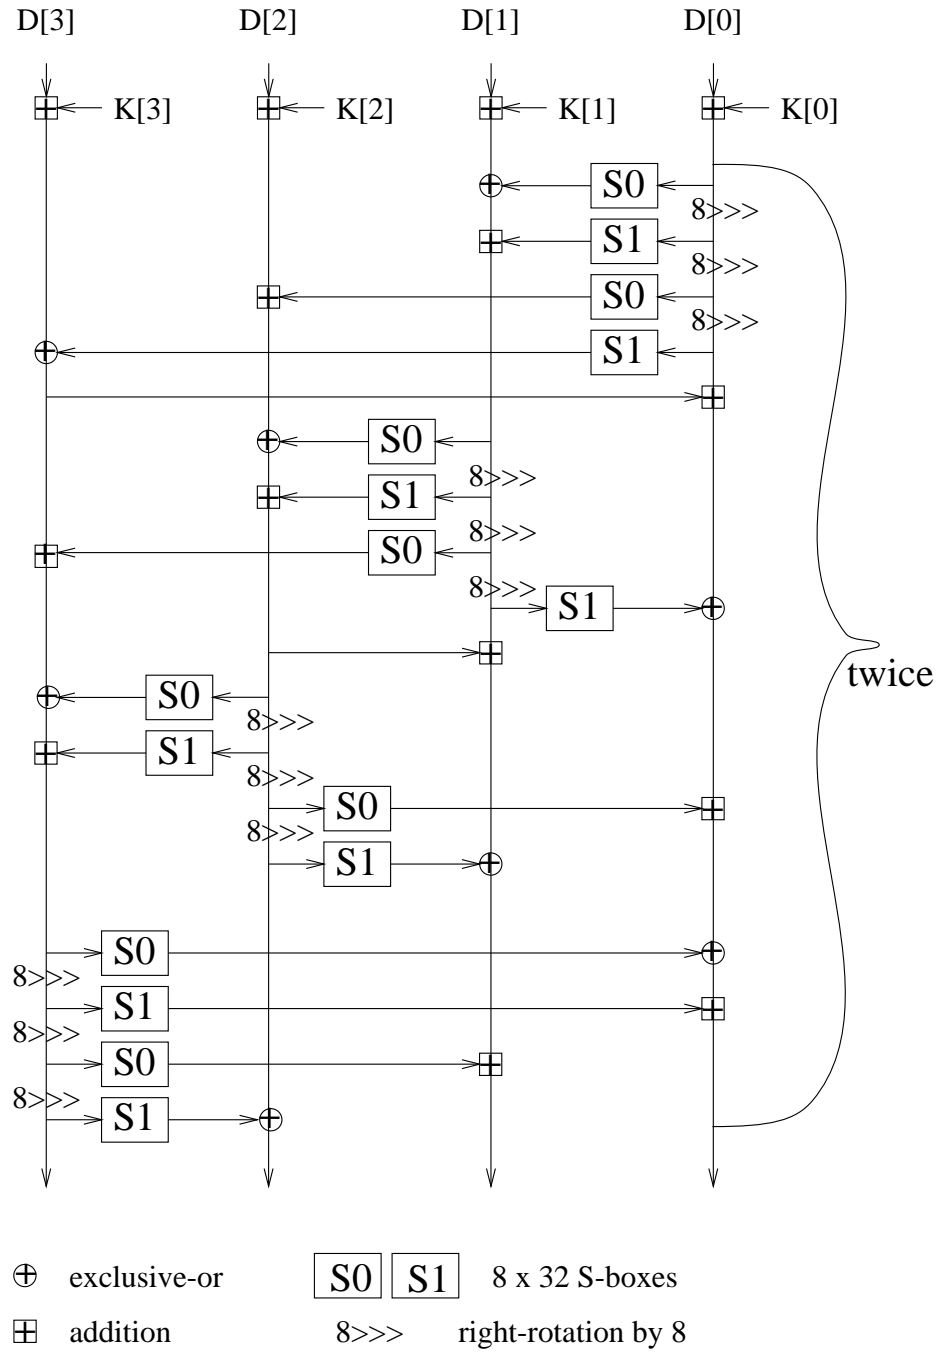 D[3] D[2] D[1] D[0]
K[3] K[2] K[1] K[0]
S0
8>>>
S1
8>>>
S0
8>>>
S1
S0
8>>>
S1
8>>>
S0
8>>>
S1
twice
S0
8>>>
S1
8>>>
S0
8>>>
S1
S0
8>>>
S1
8>>>
S0
8>>>
S1
exclusive-or S0 S1 8 x 32 S-boxes
addition 8>>> right-rotation by 8